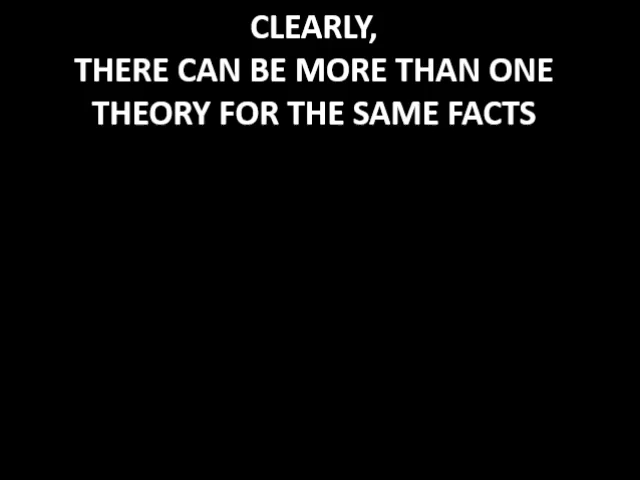 CLEARLY,
THERE CAN BE MORE THAN ONE
THEORY FOR THE SAME FACTS